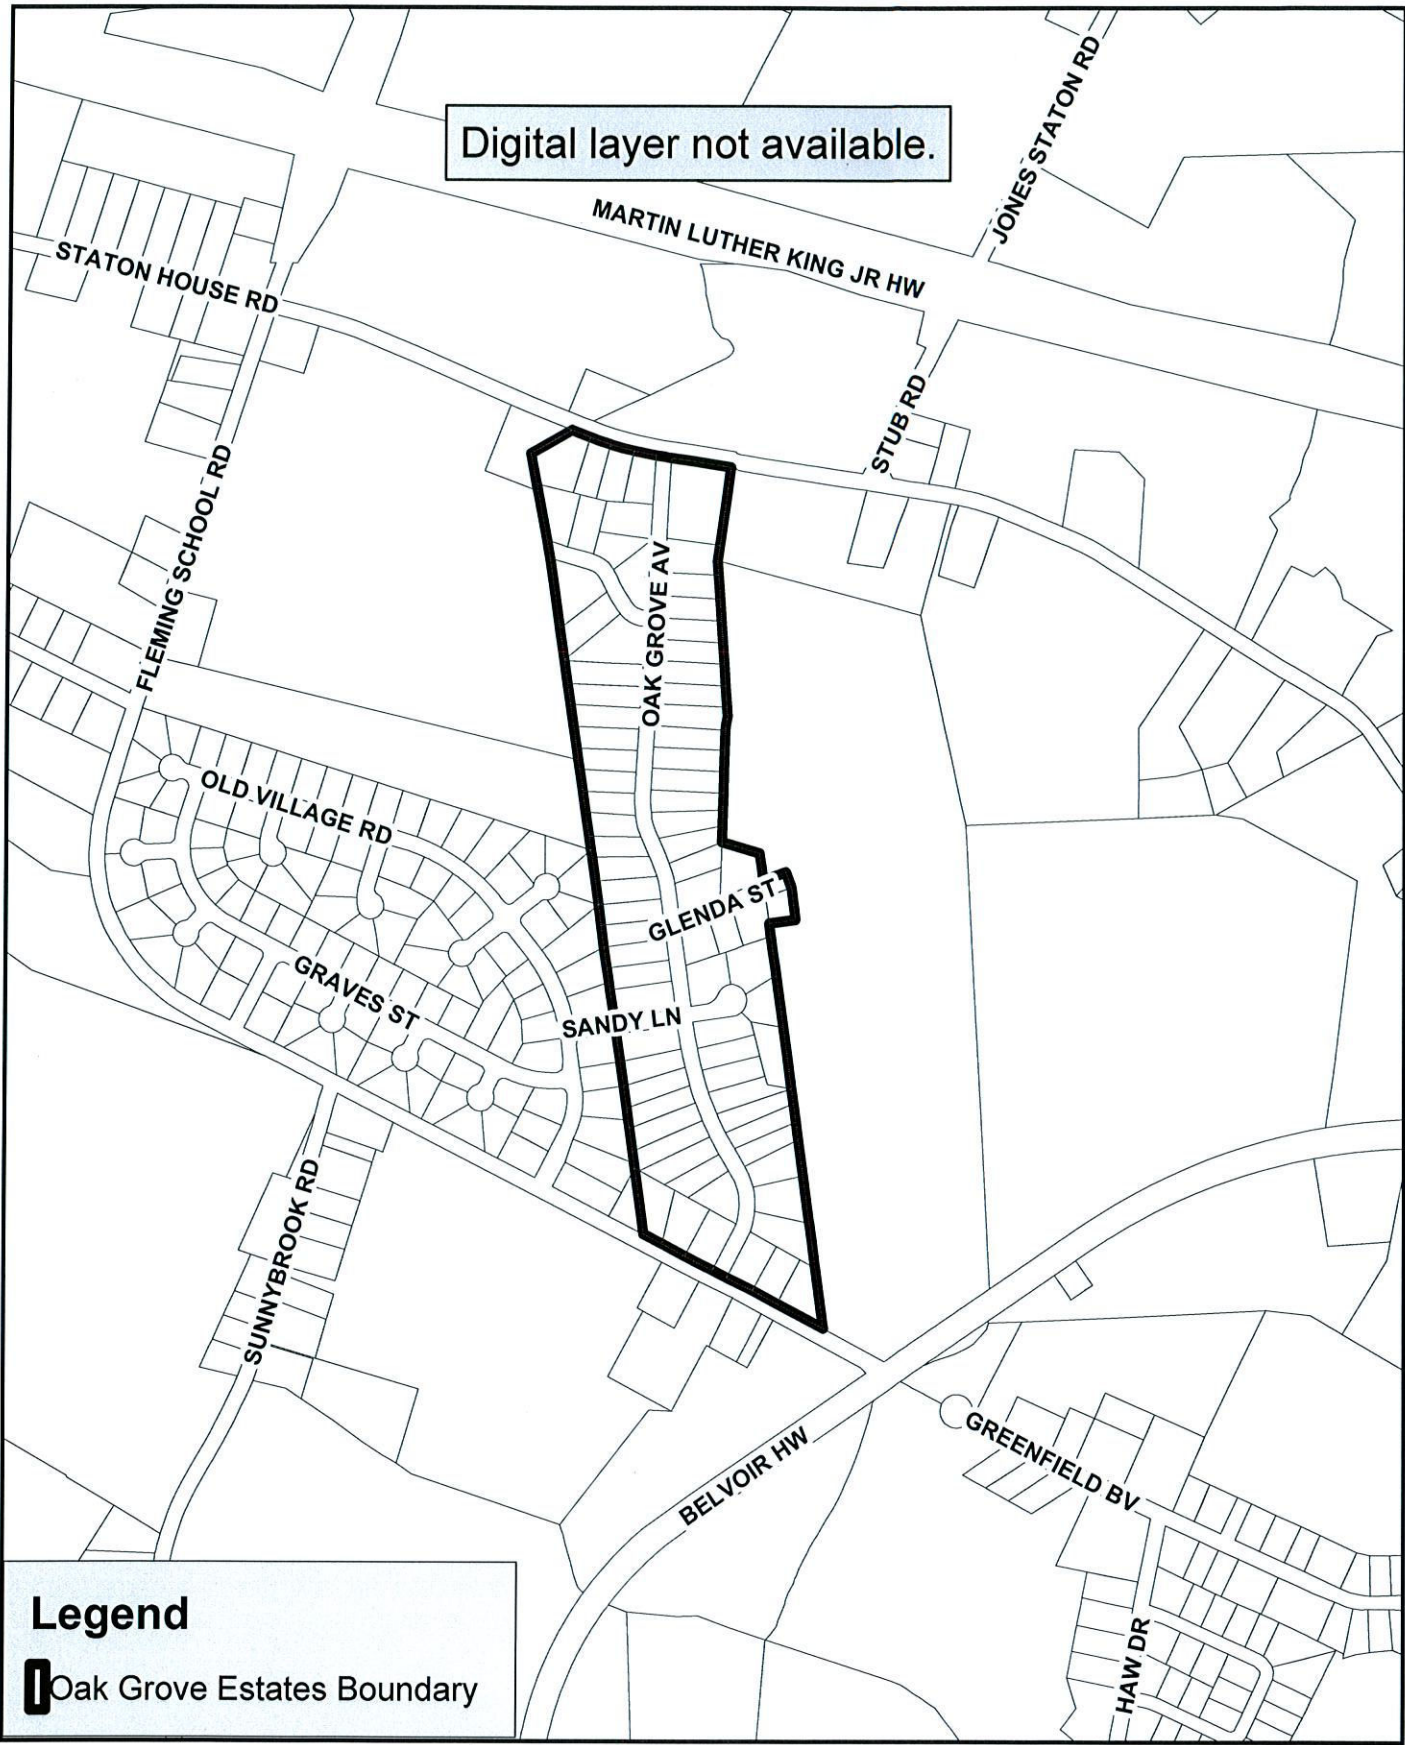 JONES STATON RD
Digital layer not available.
MARTIN LUTHER KING JR HW
STATON HOUSE RD
STUB RD
FLEMING SCHOOL RD
OAK GROVE AV
OLD VILLAGE RD
GLENDA ST
GRAVES ST
SANDY LN
SUNNYBROOK RD
GREENFIELD BV
BELVOIR HW
HAW DR
Legend
Oak Grove Estates Boundary